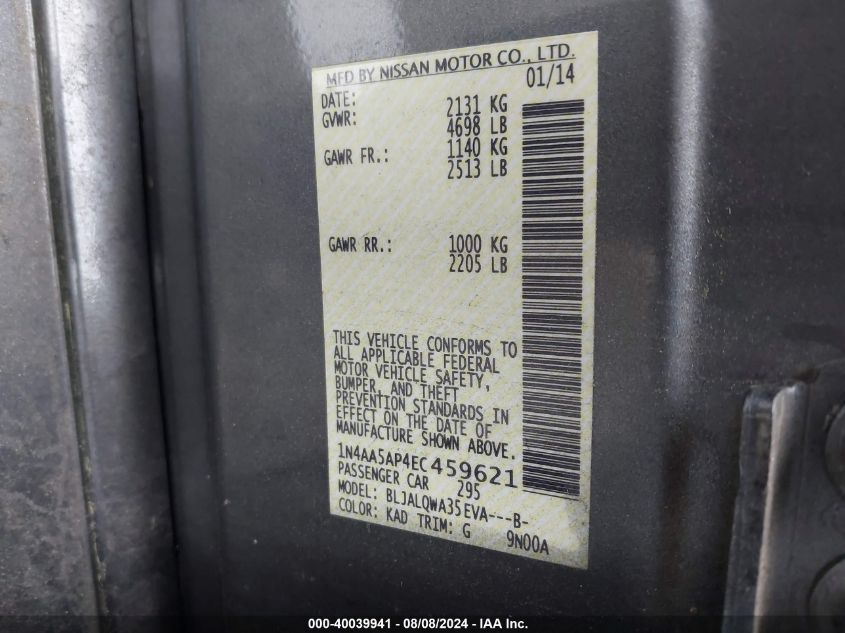 MFD BY NISSAN MOTOR CO., LTD.
DATE: 01/14
GVWR: 2131 KG
4698 LB
GAWR FR.: 1140 KG
2513 LB
GAWR RR.: 1000 KG
2205 LB
THIS VEHICLE CONFORMS TO
ALL APPLICABLE FEDERAL
MOTOR VEHICLE SAFETY,
BUMPER, AND THEFT
PREVENTION STANDARDS IN
EFFECT ON THE DATE OF
MANUFACTURE SHOWN ABOVE.
1N4AA5AP4EC459621
PASSENGER CAR 295
MODEL: BLJALQWA35EVA---B-
COLOR: KAD TRIM: G 9N00A
000-40039941 - 08/08/2024 - IAA Inc.